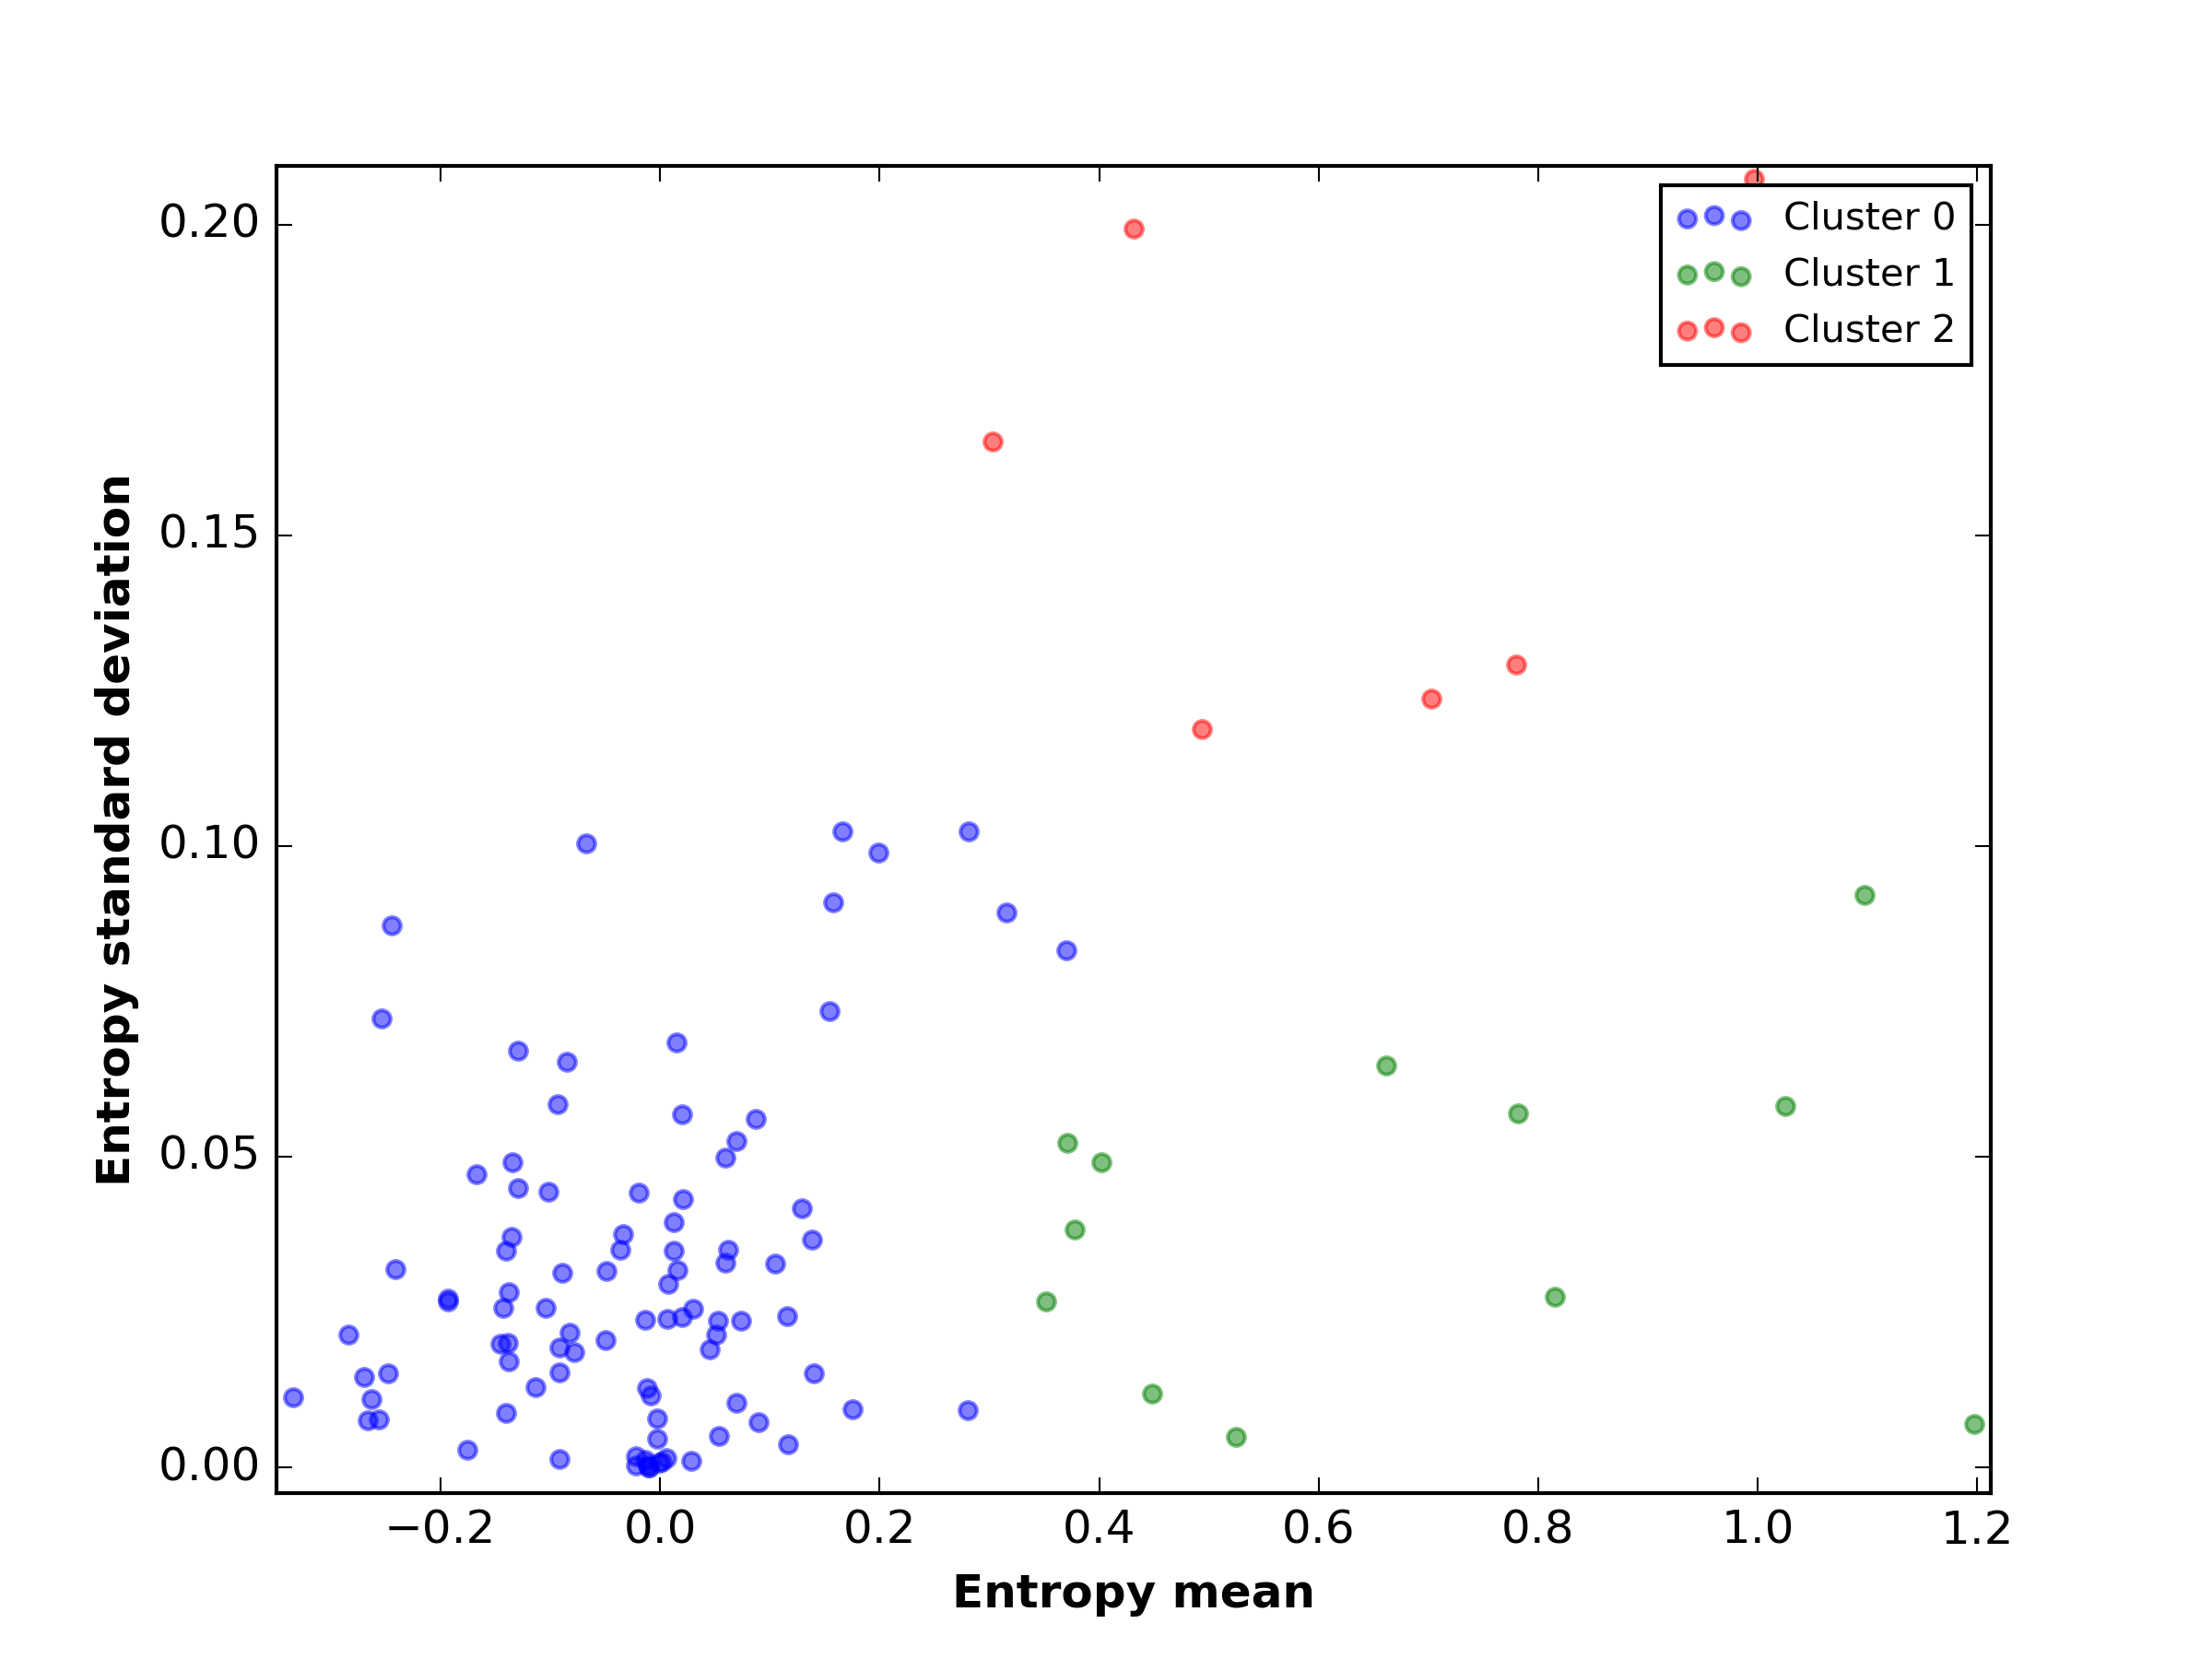 Cluster 0
Cluster 1
Cluster 2
0.20
0.15
0.10
0.05
0.00
Entropy standard deviation
−0.2 0.0 0.2 0.4 0.6 0.8 1.0 1.2
Entropy mean